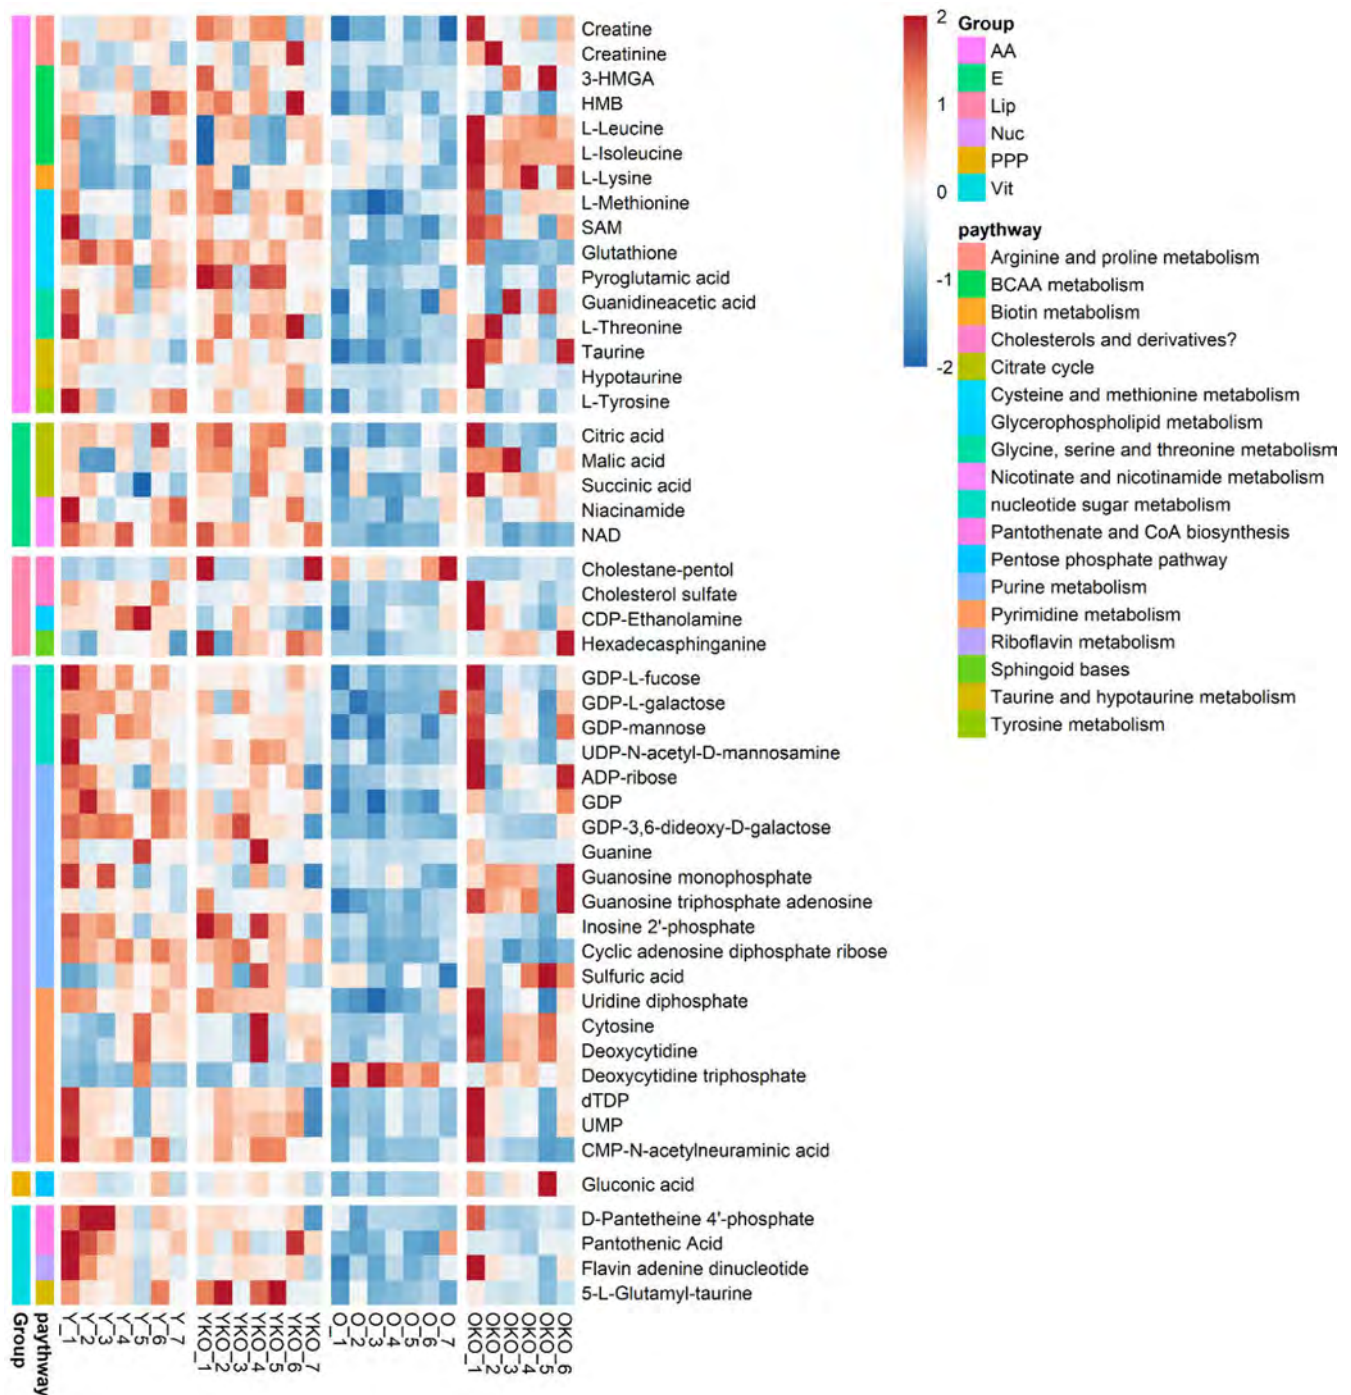 Creatine
Creatinine
3-HMGA
HMB
L-Leucine
L-Isoleucine
L-Lysine
L-Methionine
SAM
Glutathione
Pyroglutamic acid
Guanidineacetic acid
L-Threonine
Taurine
Hypotaurine
L-Tyrosine
Citric acid
Malic acid
Succinic acid
Niacinamide
NAD
Cholestane-pentol
Cholesterol sulfate
CDP-Ethanolamine
Hexadecasphinganine
GDP-L-fucose
GDP-L-galactose
GDP-mannose
UDP-N-acetyl-D-mannosamine
ADP-ribose
GDP
GDP-3,6-dideoxy-D-galactose
Guanine
Guanosine monophosphate
Guanosine triphosphate adenosine
Inosine 2'-phosphate
Cyclic adenosine diphosphate ribose
Sulfuric acid
Uridine diphosphate
Cytosine
Deoxycytidine
Deoxycytidine triphosphate
dTDP
UMP
CMP-N-acetylneuraminic acid
Gluconic acid
D-Pantetheine 4'-phosphate
Pantothenic Acid
Flavin adenine dinucleotide
5-L-Glutamyl-taurine
Group
paythway
Y_1
Y_2
Y_3
Y_4
Y_5
Y_6
Y_7
YKO_1
YKO_2
YKO_3
YKO_4
YKO_5
YKO_6
YKO_7
O_1
O_2
O_3
O_4
O_5
O_6
O_7
OKO_1
OKO_2
OKO_3
OKO_4
OKO_5
OKO_6
2
1
0
-1
-2
Group
AA
E
Lip
Nuc
PPP
Vit
paythway
Arginine and proline metabolism
BCAA metabolism
Biotin metabolism
Cholesterols and derivatives?
Citrate cycle
Cysteine and methionine metabolism
Glycerophospholipid metabolism
Glycine, serine and threonine metabolism
Nicotinate and nicotinamide metabolism
nucleotide sugar metabolism
Pantothenate and CoA biosynthesis
Pentose phosphate pathway
Purine metabolism
Pyrimidine metabolism
Riboflavin metabolism
Sphingoid bases
Taurine and hypotaurine metabolism
Tyrosine metabolism